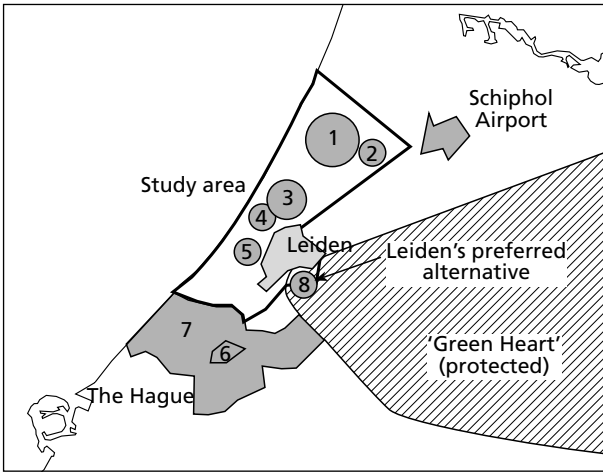 Schiphol
Airport
1
2
Study area
3
4
5
Leiden
Leiden's preferred
alternative
8
7
6
'Green Heart'
(protected)
The Hague